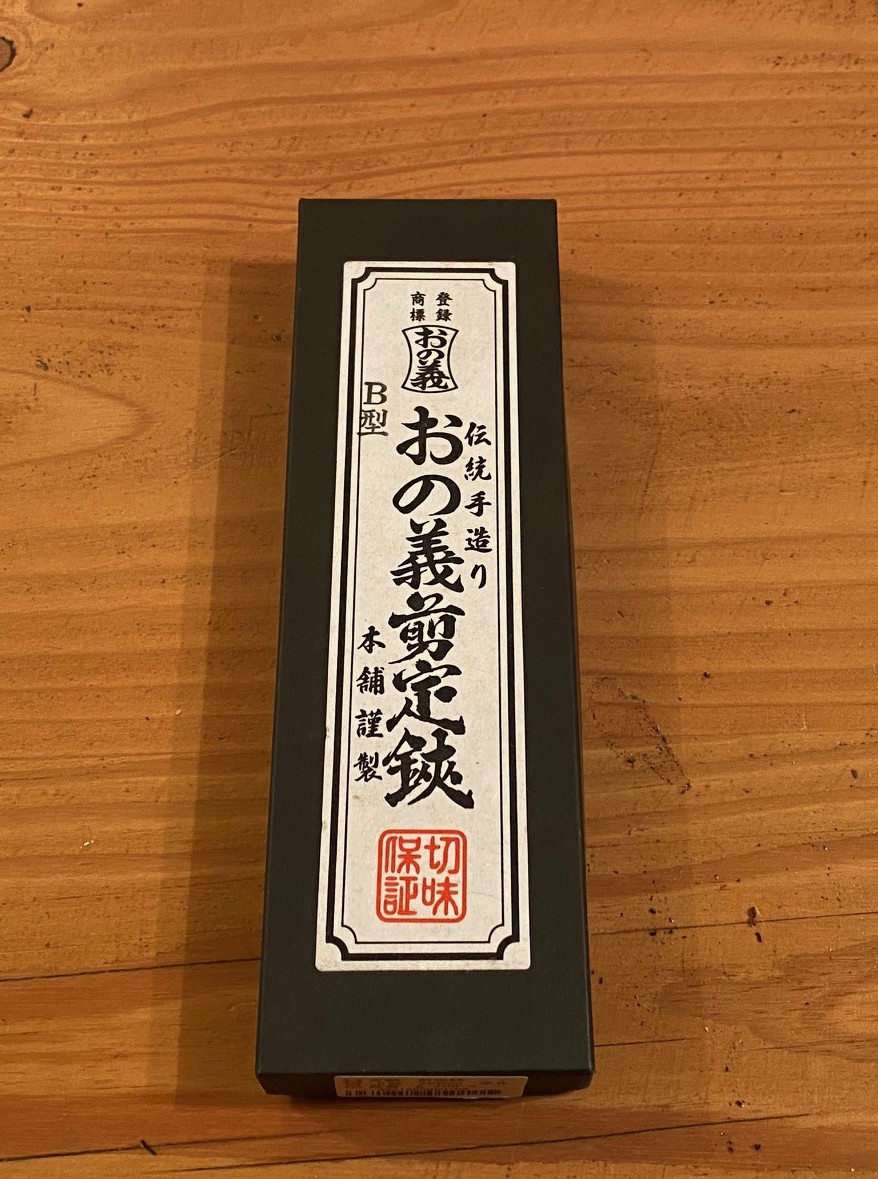 登録
商標
おの義
伝統手造り
おの義剪定鋏
B型
本舗謹製
切味
保証